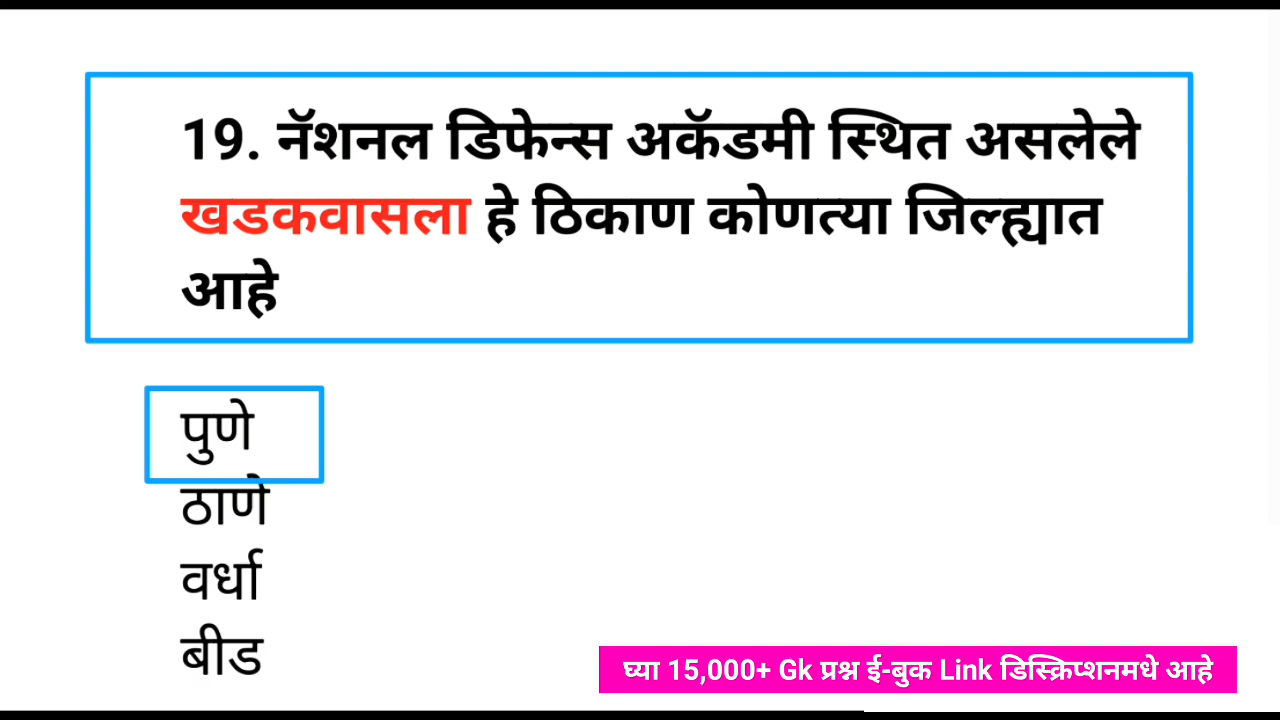 19. नॅशनल डिफेन्स अकॅडमी स्थित असलेले
खडकवासला हे ठिकाण कोणत्या जिल्ह्यात
आहे
पुणे
ठाणे
वर्धा
बीड
घ्या 15,000+ Gk प्रश्न ई-बुक Link डिस्क्रिप्शनमधे आहे